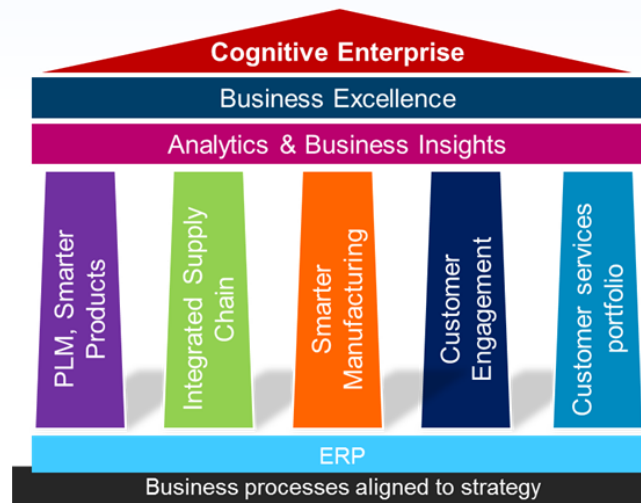 Cognitive Enterprise
Business Excellence
Analytics & Business Insights
PLM, Smarter
Products
Integrated Supply
Chain
Smarter
Manufacturing
Customer
Engagement
Customer services
portfolio
ERP
Business processes aligned to strategy